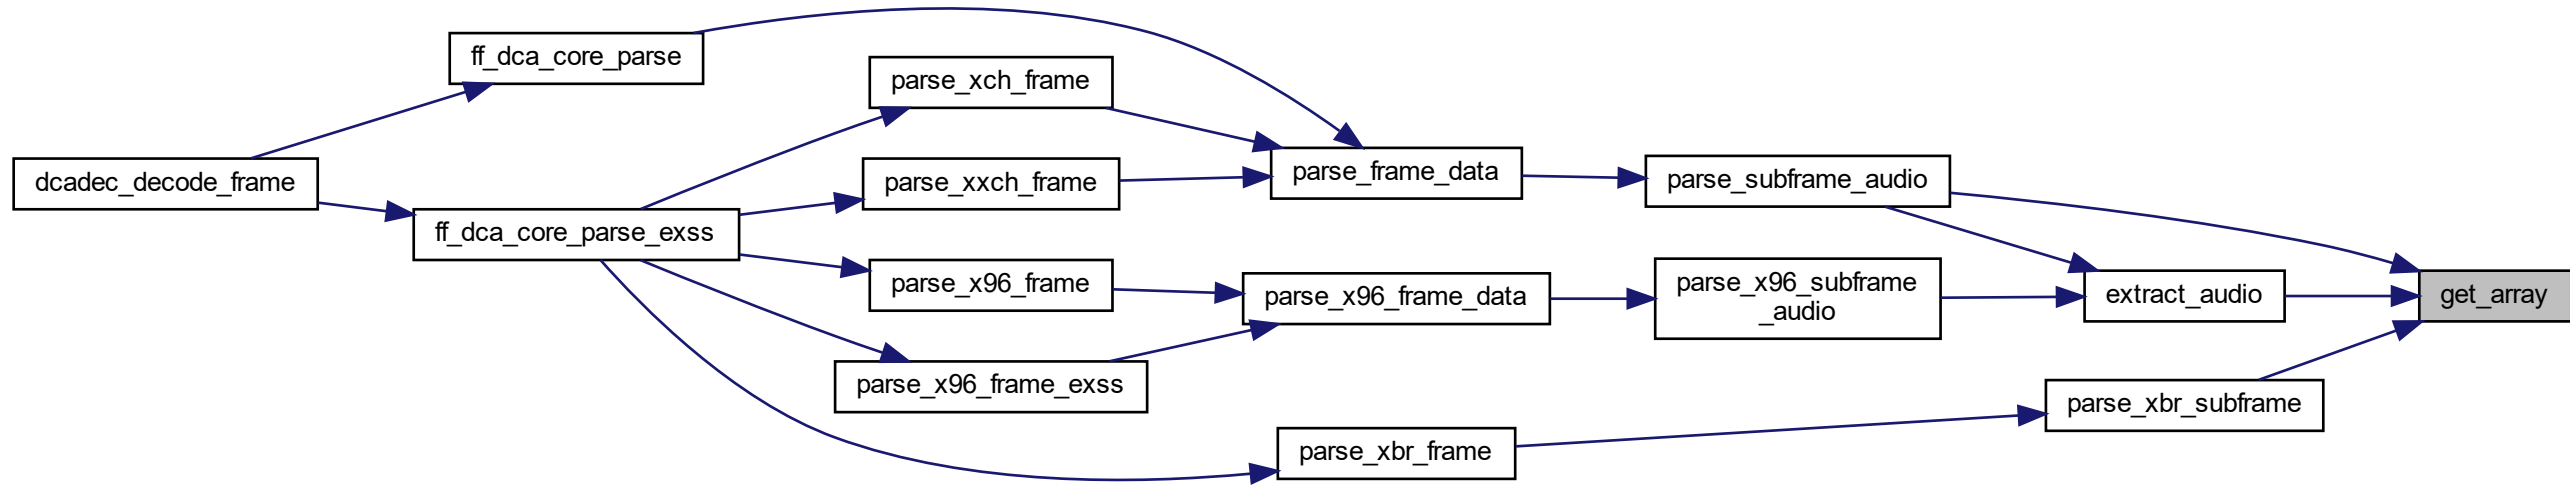 ff_dca_core_parse
parse_xch_frame
dcadec_decode_frame
parse_xxch_frame
parse_frame_data
parse_subframe_audio
ff_dca_core_parse_exss
parse_x96_frame
parse_x96_frame_data
parse_x96_subframe
_audio
extract_audio
get_array
parse_x96_frame_exss
parse_xbr_subframe
parse_xbr_frame